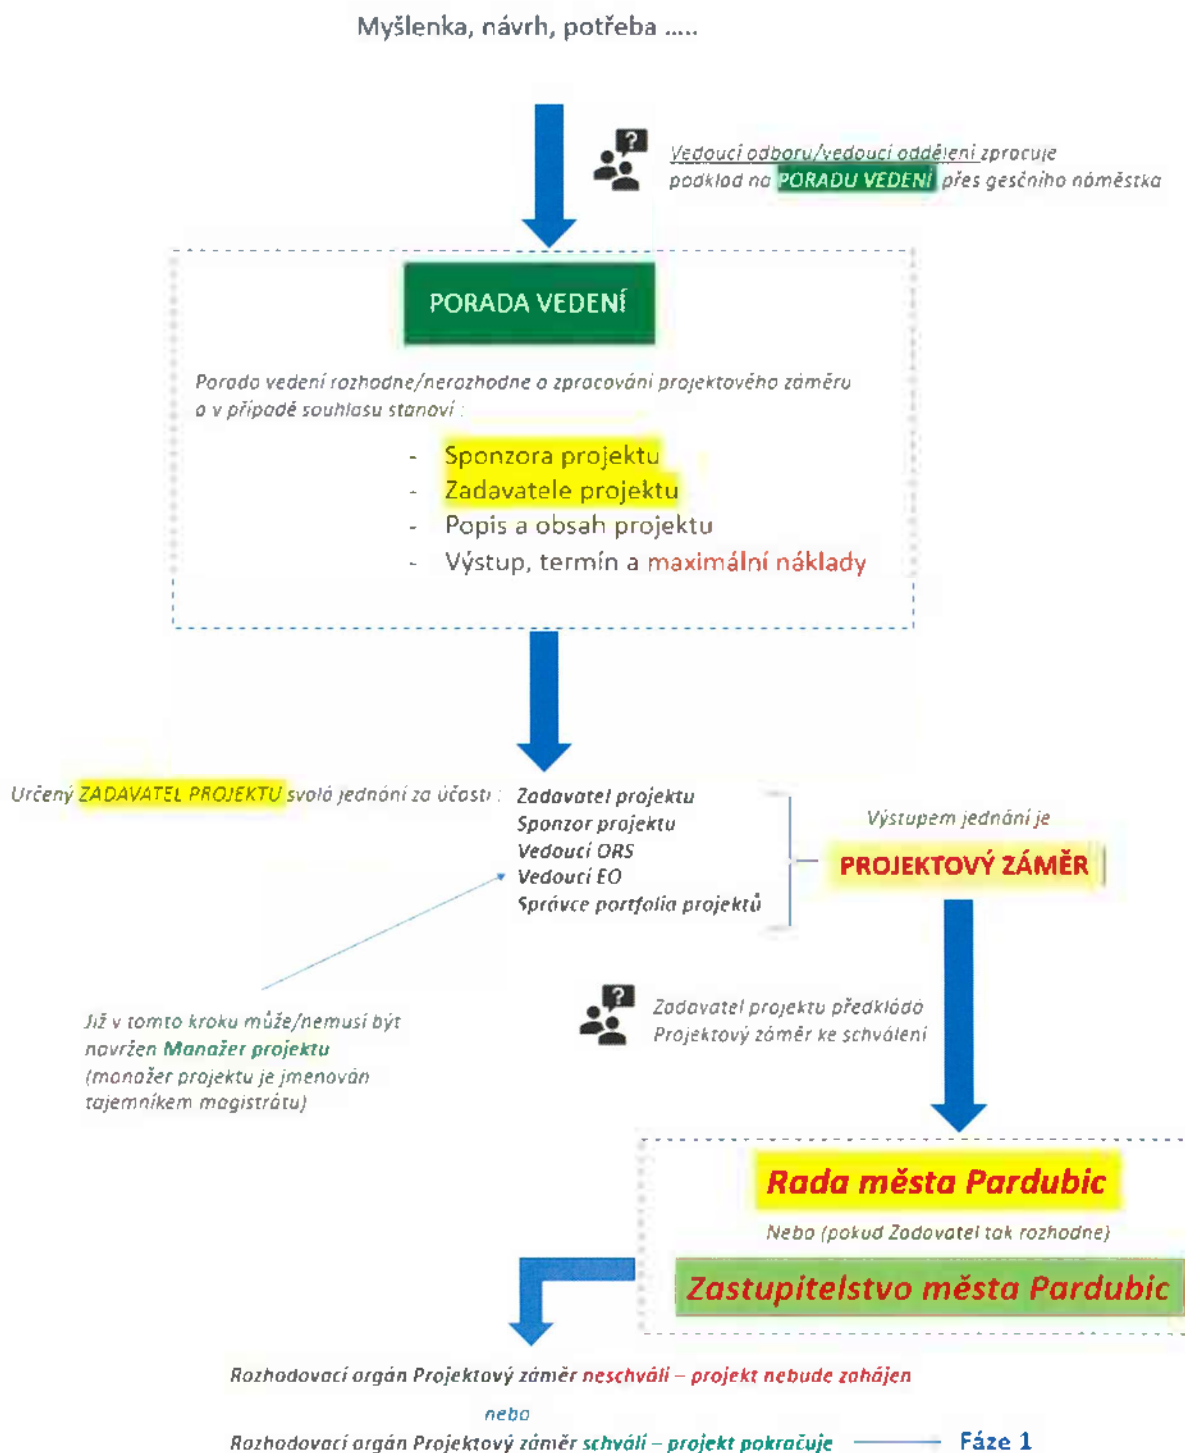 Myšlenka, návrh, potřeba .....
?
Vedoucí odboru/vedoucí oddělení zpracuje
podklad na PORADU VEDENÍ přes gesčního náměstka
PORADA VEDENÍ
Porada vedení rozhodne/nerozhodne o zpracování projektového záměru
a v případě souhlasu stanoví :
- Sponzora projektu
- Zadavatele projektu
- Popis a obsah projektu
- Výstup, termín a maximální náklady
Určený ZADAVATEL PROJEKTU svolá jednání za účasti :
Zadavatel projektu
Sponzor projektu
Vedoucí ORS
Vedoucí EO
Správce portfolia projektů
Výstupem jednání je
PROJEKTOVÝ ZÁMĚR
Již v tomto kroku může/nemusí být
navržen Manažer projektu
(manažer projektu je jmenován
tajemníkem magistrátu)
?
Zadavatel projektu předkládá
Projektový záměr ke schválení
Rada města Pardubic
Nebo (pokud Zadavatel tak rozhodne)
Zastupitelstvo města Pardubic
Rozhodovací orgán Projektový záměr neschválí – projekt nebude zahájen
nebo
Rozhodovací orgán Projektový záměr schválí – projekt pokračuje Fáze 1